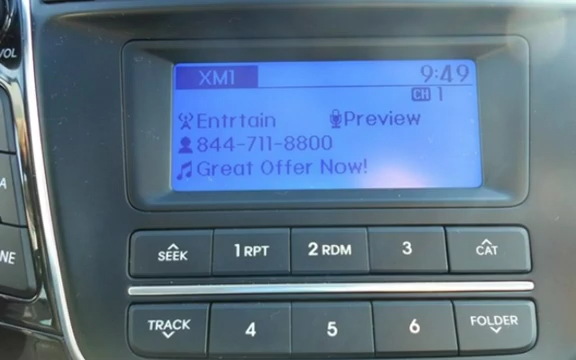 VOL
XM1 9:49
CH 1
Entrtain Preview
844-711-8800
Great Offer Now!
SEEK 1 RPT 2 RDM 3 CAT
TRACK 4 5 6 FOLDER